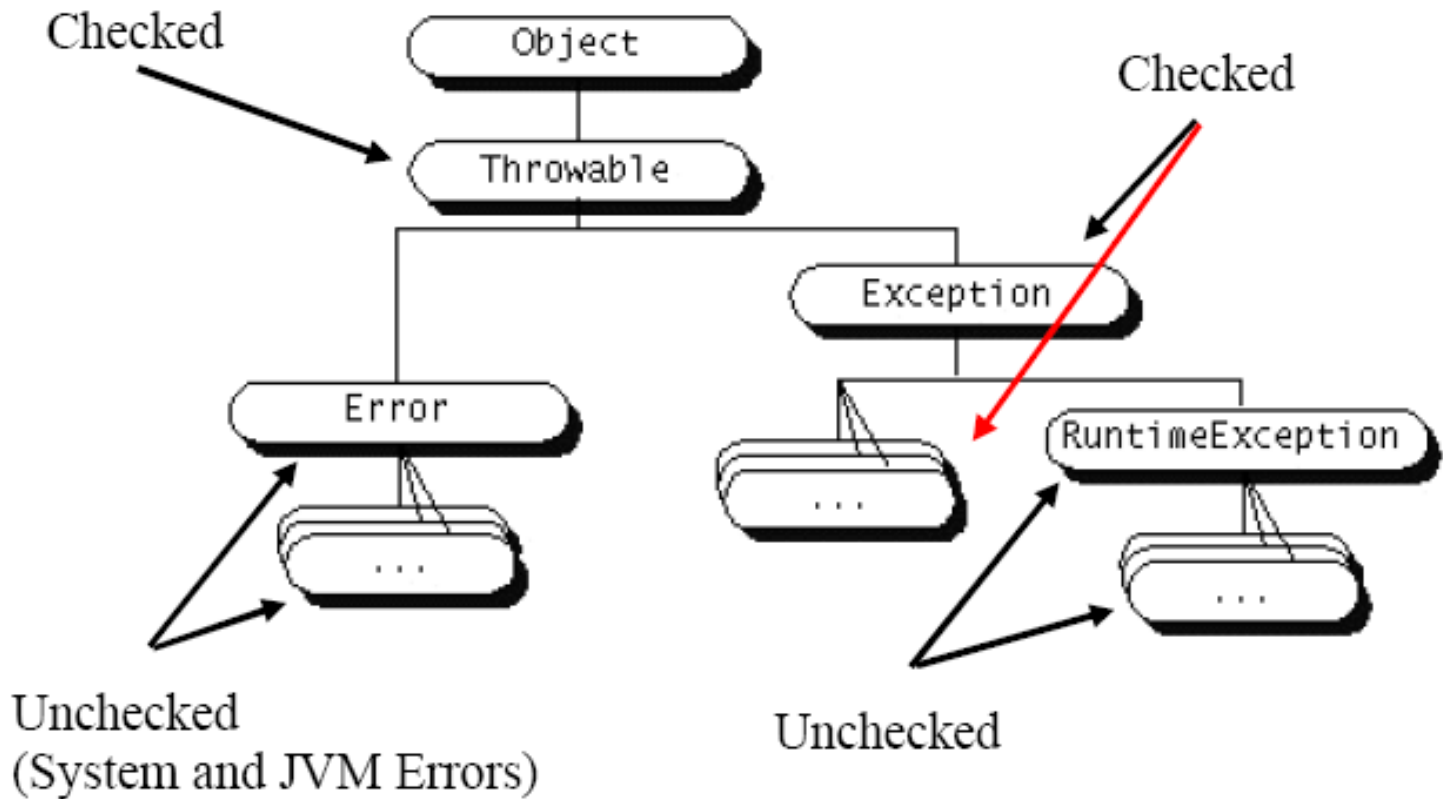 Checked
Object
Checked
Throwable
Exception
Error
RuntimeException
...
...
...
Unchecked
(System and JVM Errors)
Unchecked